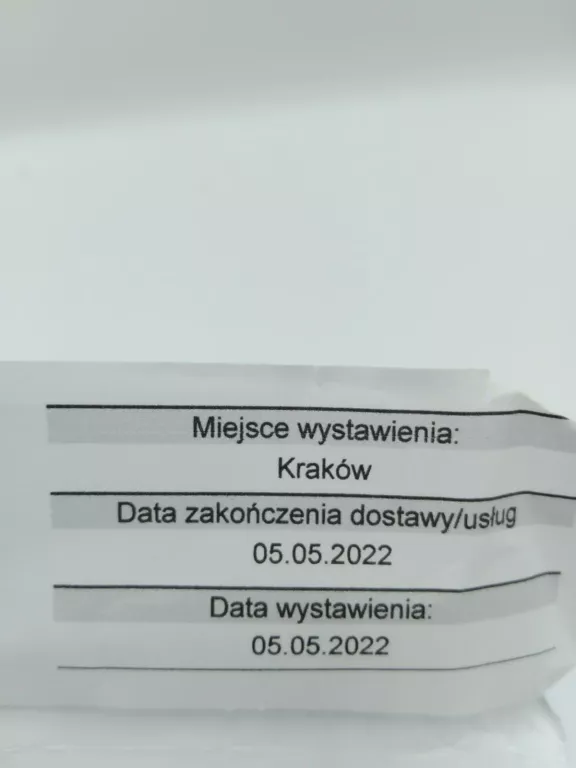 Miejsce wystawienia:
Kraków
Data zakończenia dostawy/usług
05.05.2022
Data wystawienia:
05.05.2022